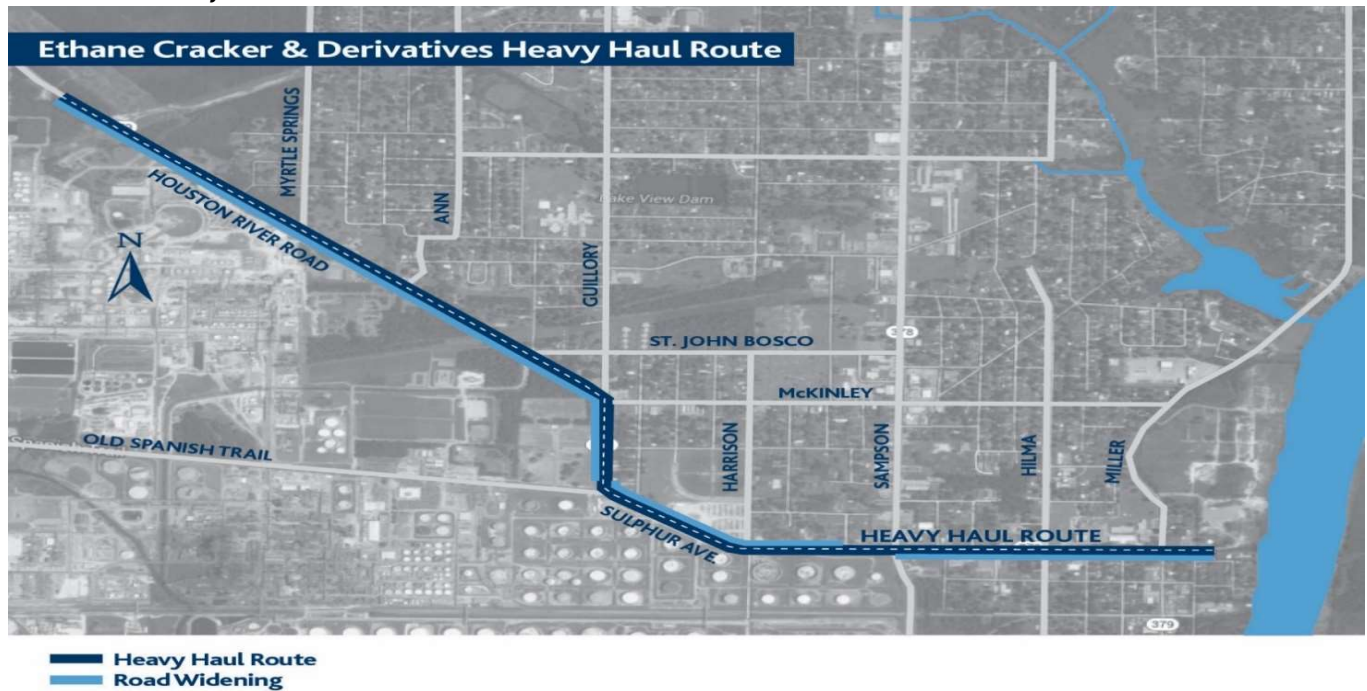 Ethane Cracker & Derivatives Heavy Haul Route
MYRTLE SPRINGS
ANN
HOUSTON RIVER ROAD
Lake View Dam
N
GUILLORY
ST. JOHN BOSCO
378
McKINLEY
OLD SPANISH TRAIL
HARRISON
SAMPSON
HILMA
MILLER
SULPHUR AVE.
HEAVY HAUL ROUTE
379
Heavy Haul Route
Road Widening